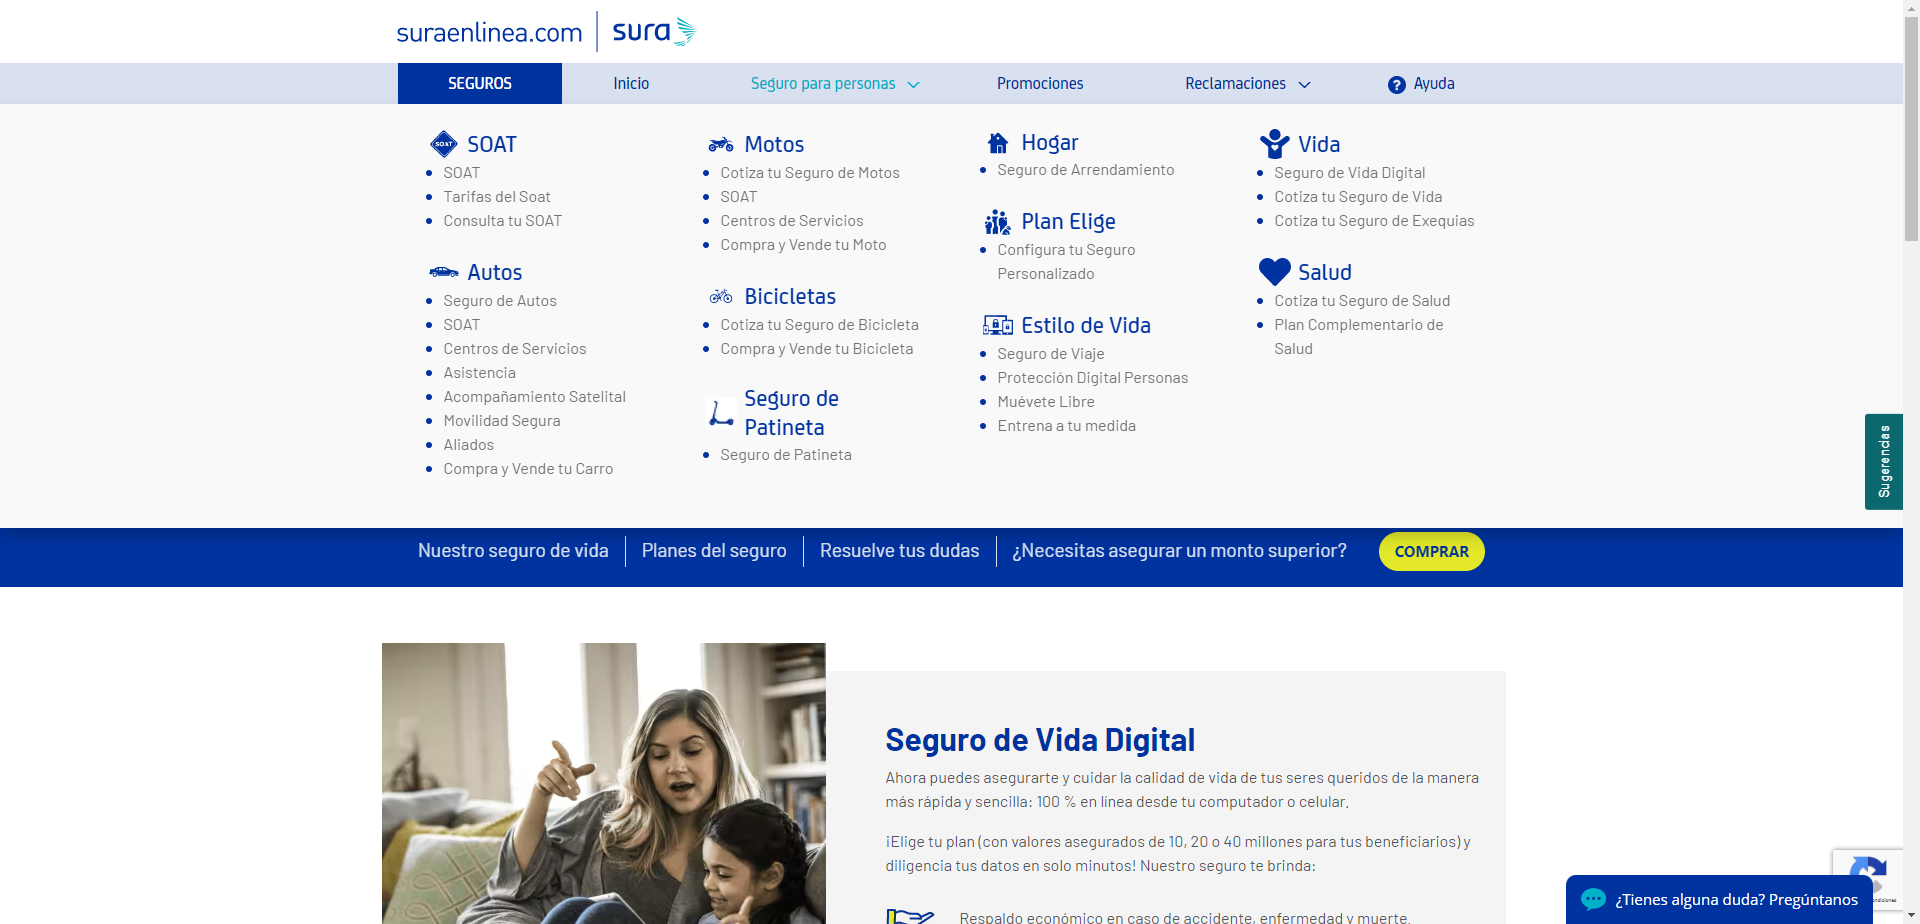 suraenlinea.com
sura
SEGUROS
Inicio
Seguro para personas
Promociones
Reclamaciones
? Ayuda
SOAT
SOAT
SOAT
Tarifas del Soat
Consulta tu SOAT
Autos
Seguro de Autos
SOAT
Centros de Servicios
Asistencia
Acompañamiento Satelital
Movilidad Segura
Aliados
Compra y Vende tu Carro
Motos
Cotiza tu Seguro de Motos
SOAT
Centros de Servicios
Compra y Vende tu Moto
Bicicletas
Cotiza tu Seguro de Bicicleta
Compra y Vende tu Bicicleta
Seguro de
Patineta
Seguro de Patineta
Hogar
Seguro de Arrendamiento
Plan Elige
Configura tu Seguro
Personalizado
Estilo de Vida
Seguro de Viaje
Protección Digital Personas
Muévete Libre
Entrena a tu medida
Vida
Seguro de Vida Digital
Cotiza tu Seguro de Vida
Cotiza tu Seguro de Exequias
Salud
Cotiza tu Seguro de Salud
Plan Complementario de
Salud
Sugerencias
Nuestro seguro de vida
Planes del seguro
Resuelve tus dudas
¿Necesitas asegurar un monto superior?
COMPRAR
Seguro de Vida Digital
Ahora puedes asegurarte y cuidar la calidad de vida de tus seres queridos de la manera
más rápida y sencilla: 100 % en línea desde tu computador o celular.
¡Elige tu plan (con valores asegurados de 10, 20 o 40 millones para tus beneficiarios) y
diligencia tus datos en solo minutos! Nuestro seguro te brinda:
Respaldo económico en caso de accidente, enfermedad y muerte.
¿Tienes alguna duda? Pregúntanos